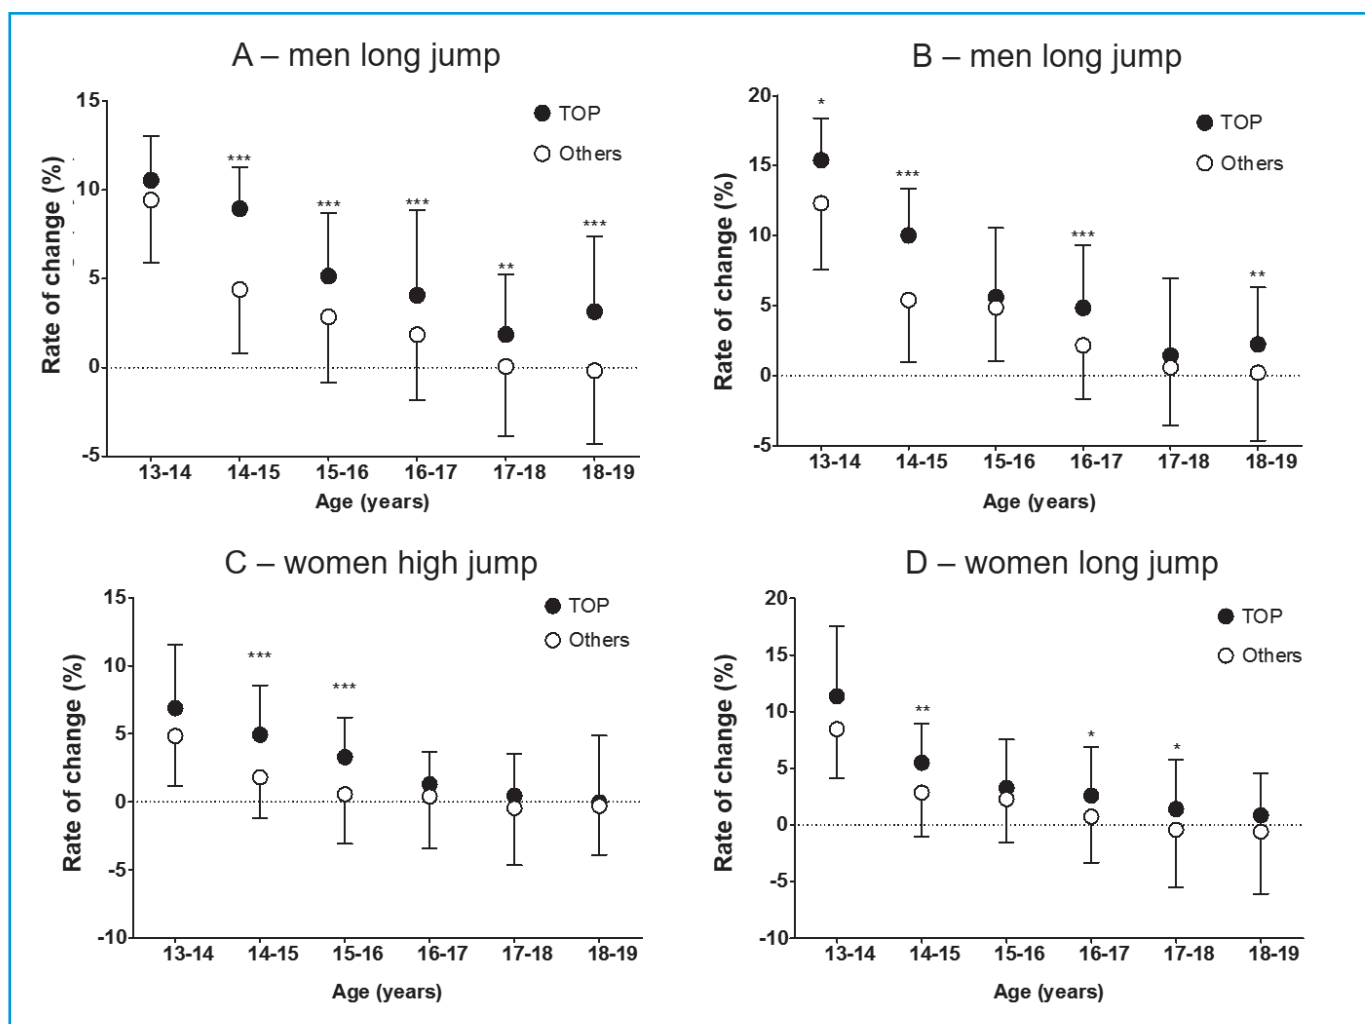 A – men long jump
15
10
5
0
-5
Rate of change (%)
TOP
Others
***
***
***
**
***
13-14 14-15 15-16 16-17 17-18 18-19
Age (years)
B – men long jump
20
15
10
5
0
-5
Rate of change (%)
TOP
Others
*
***
***
**
13-14 14-15 15-16 16-17 17-18 18-19
Age (years)
C – women high jump
15
10
5
0
-5
-10
Rate of change (%)
TOP
Others
***
***
13-14 14-15 15-16 16-17 17-18 18-19
Age (years)
D – women long jump
20
15
10
5
0
-5
-10
Rate of change (%)
TOP
Others
**
*
*
13-14 14-15 15-16 16-17 17-18 18-19
Age (years)